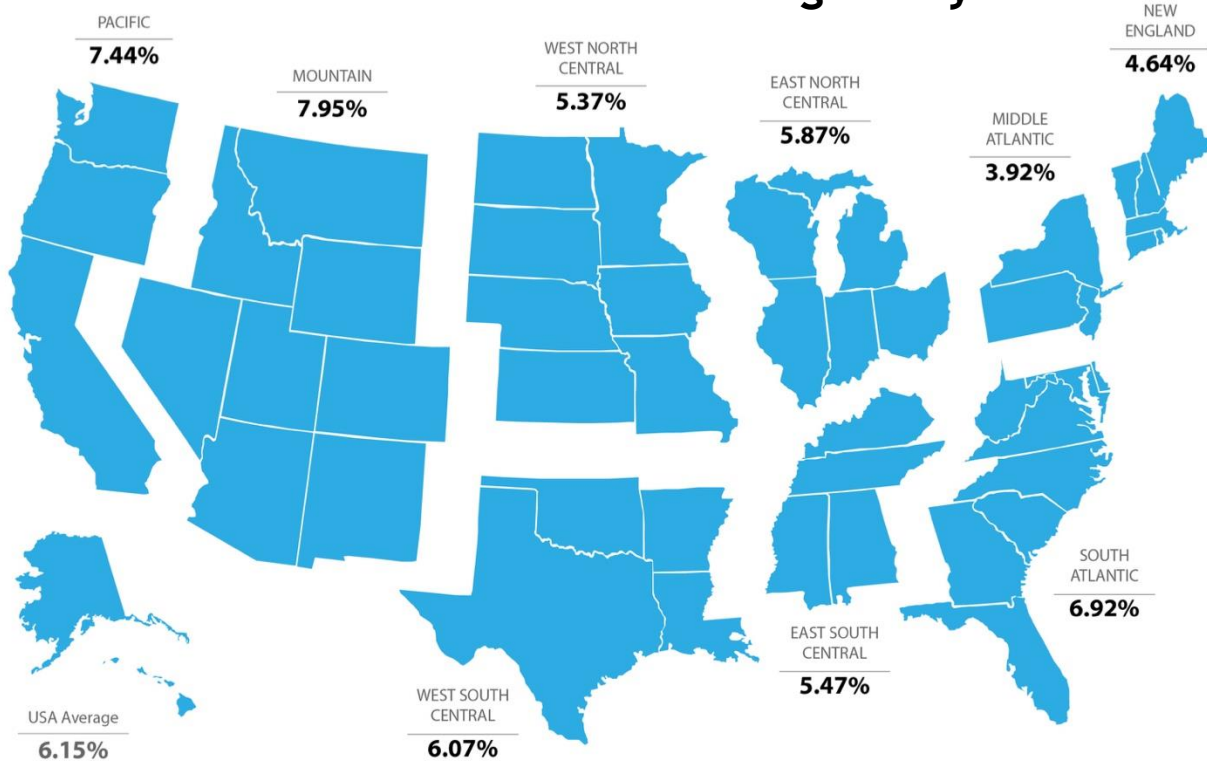 PACIFIC
7.44%
MOUNTAIN
7.95%
WEST NORTH
CENTRAL
5.37%
EAST NORTH
CENTRAL
5.87%
MIDDLE
ATLANTIC
3.92%
NEW
ENGLAND
4.64%
SOUTH
ATLANTIC
6.92%
EAST SOUTH
CENTRAL
5.47%
WEST SOUTH
CENTRAL
6.07%
USA Average
6.15%